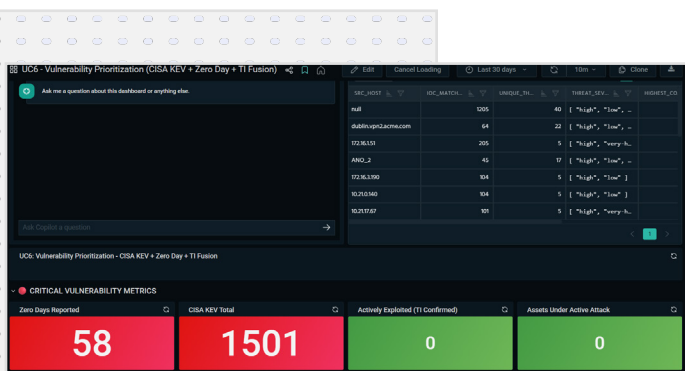 UC6 - Vulnerability Prioritization (CISA KEV + Zero Day + TI Fusion)
Edit Cancel Loading Last 30 days 10m Clone
Ask me a question about this dashboard or anything else.
SRC_HOST IOC_MATCH... UNIQUE_TH... THREAT_SEV... HIGHEST_CO
null 1205 40 [ "high", "low", …
dublin.vpn2.acme.com 64 22 [ "high", "low", …
172.16.1.51 205 5 [ "high", "very-h…
ANO_2 45 17 [ "high", "low", …
172.16.3.190 104 5 [ "high", "low" ]
10.21.0.140 104 5 [ "high", "low" ]
10.21.17.67 101 5 [ "high", "very-h…
Ask Copilot a question
1
UC6: Vulnerability Prioritization - CISA KEV + Zero Day + TI Fusion
CRITICAL VULNERABILITY METRICS
Zero Days Reported CISA KEV Total Actively Exploited (TI Confirmed) Assets Under Active Attack
58 1501 0 0